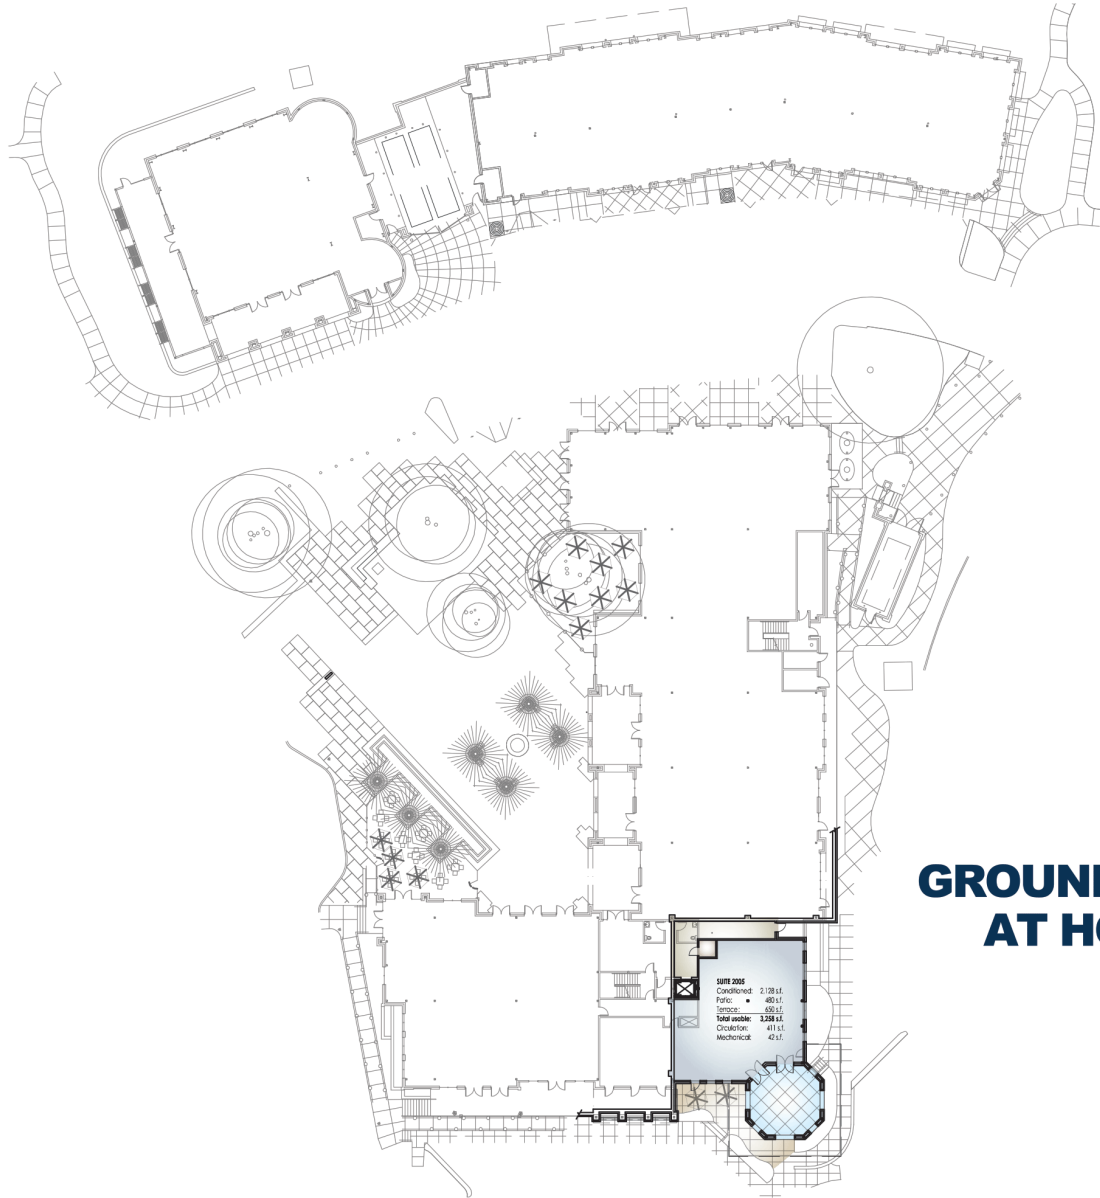 GROUN
AT H
SUITE 2005
Conditioned: 2,128 s.f.
Patio: 480 s.f.
Terrace: 650 s.f.
Total usable: 3,258 s.f.
Circulation: 411 s.f.
Mechanical: 42 s.f.